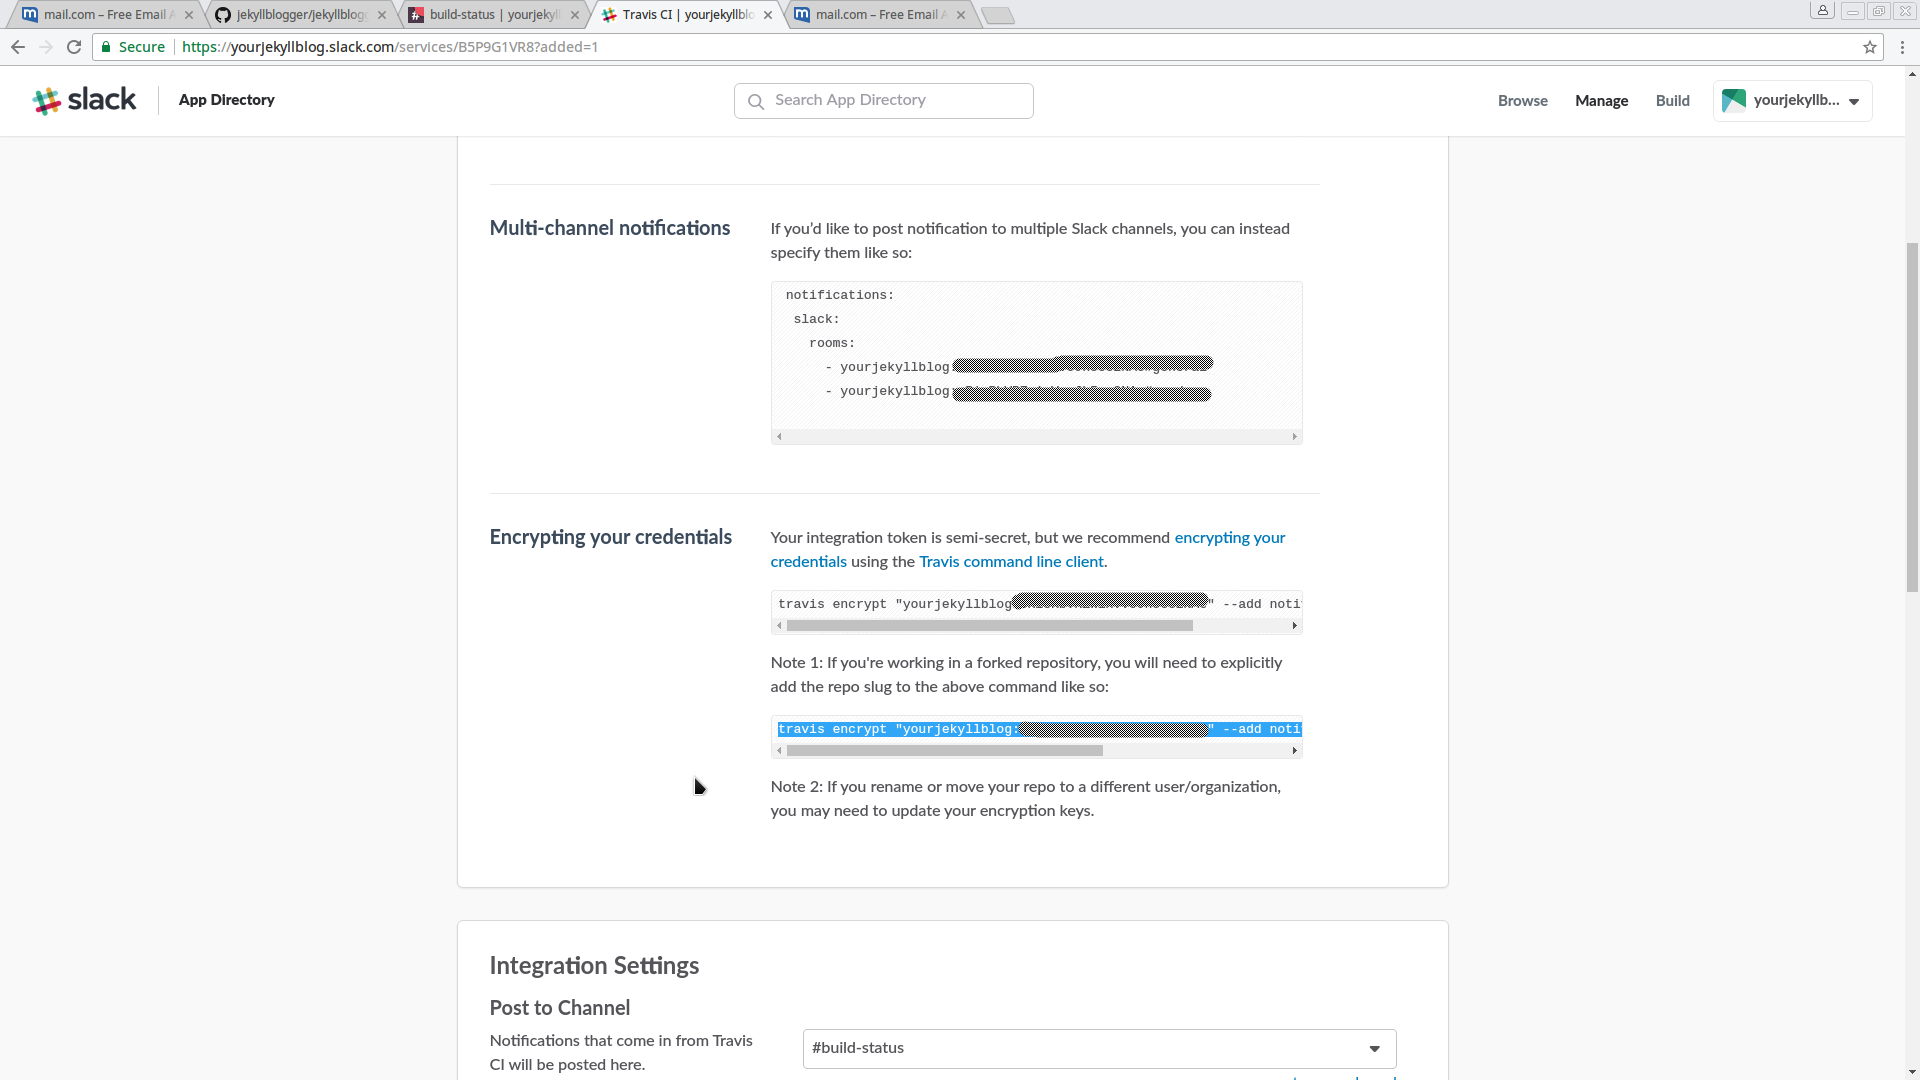 mail.com – Free Email A
jekyllblogger/jekyllblogg
build-status | yourjekyll
Travis CI | yourjekyllblo
mail.com – Free Email A
Secure https://yourjekyllblog.slack.com/services/B5P9G1VR8?added=1
slack App Directory
Search App Directory
Browse Manage Build yourjekyllb...
Multi-channel notifications
If you'd like to post notification to multiple Slack channels, you can instead
specify them like so:
notifications:
slack:
rooms:
- yourjekyllblog:
- yourjekyllblog:
Encrypting your credentials
Your integration token is semi-secret, but we recommend encrypting your
credentials using the Travis command line client.
travis encrypt "yourjekyllblog " --add noti
Note 1: If you're working in a forked repository, you will need to explicitly
add the repo slug to the above command like so:
travis encrypt "yourjekyllblog: " --add noti
Note 2: If you rename or move your repo to a different user/organization,
you may need to update your encryption keys.
Integration Settings
Post to Channel
Notifications that come in from Travis
CI will be posted here.
#build-status